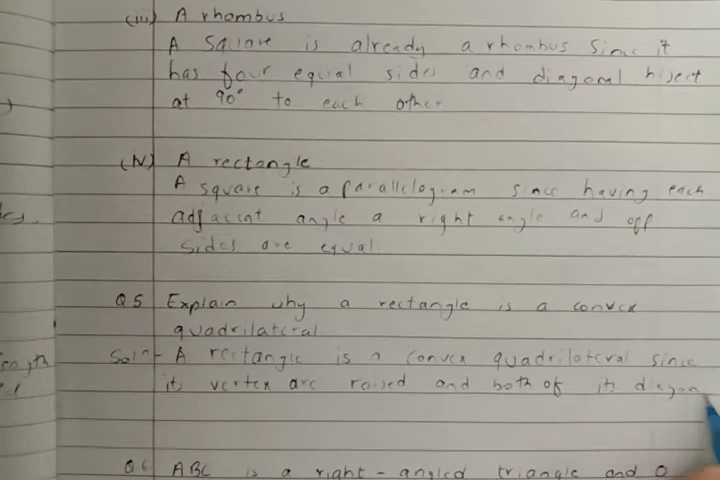 (iii) A rhombus
A square is already a rhombus since it
has four equal sides and diagonal bisect
at 90° to each other
(iv) A rectangle
A square is a parallelogram since having each
adjacent angle a right angle and opp
sides are equal
Q5 Explain why a rectangle is a convex
quadrilateral
Soln:- A rectangle is a convex quadrilateral since
its vertex are raised and both of its diagon
Q6 ABC is a right-angled triangle and O